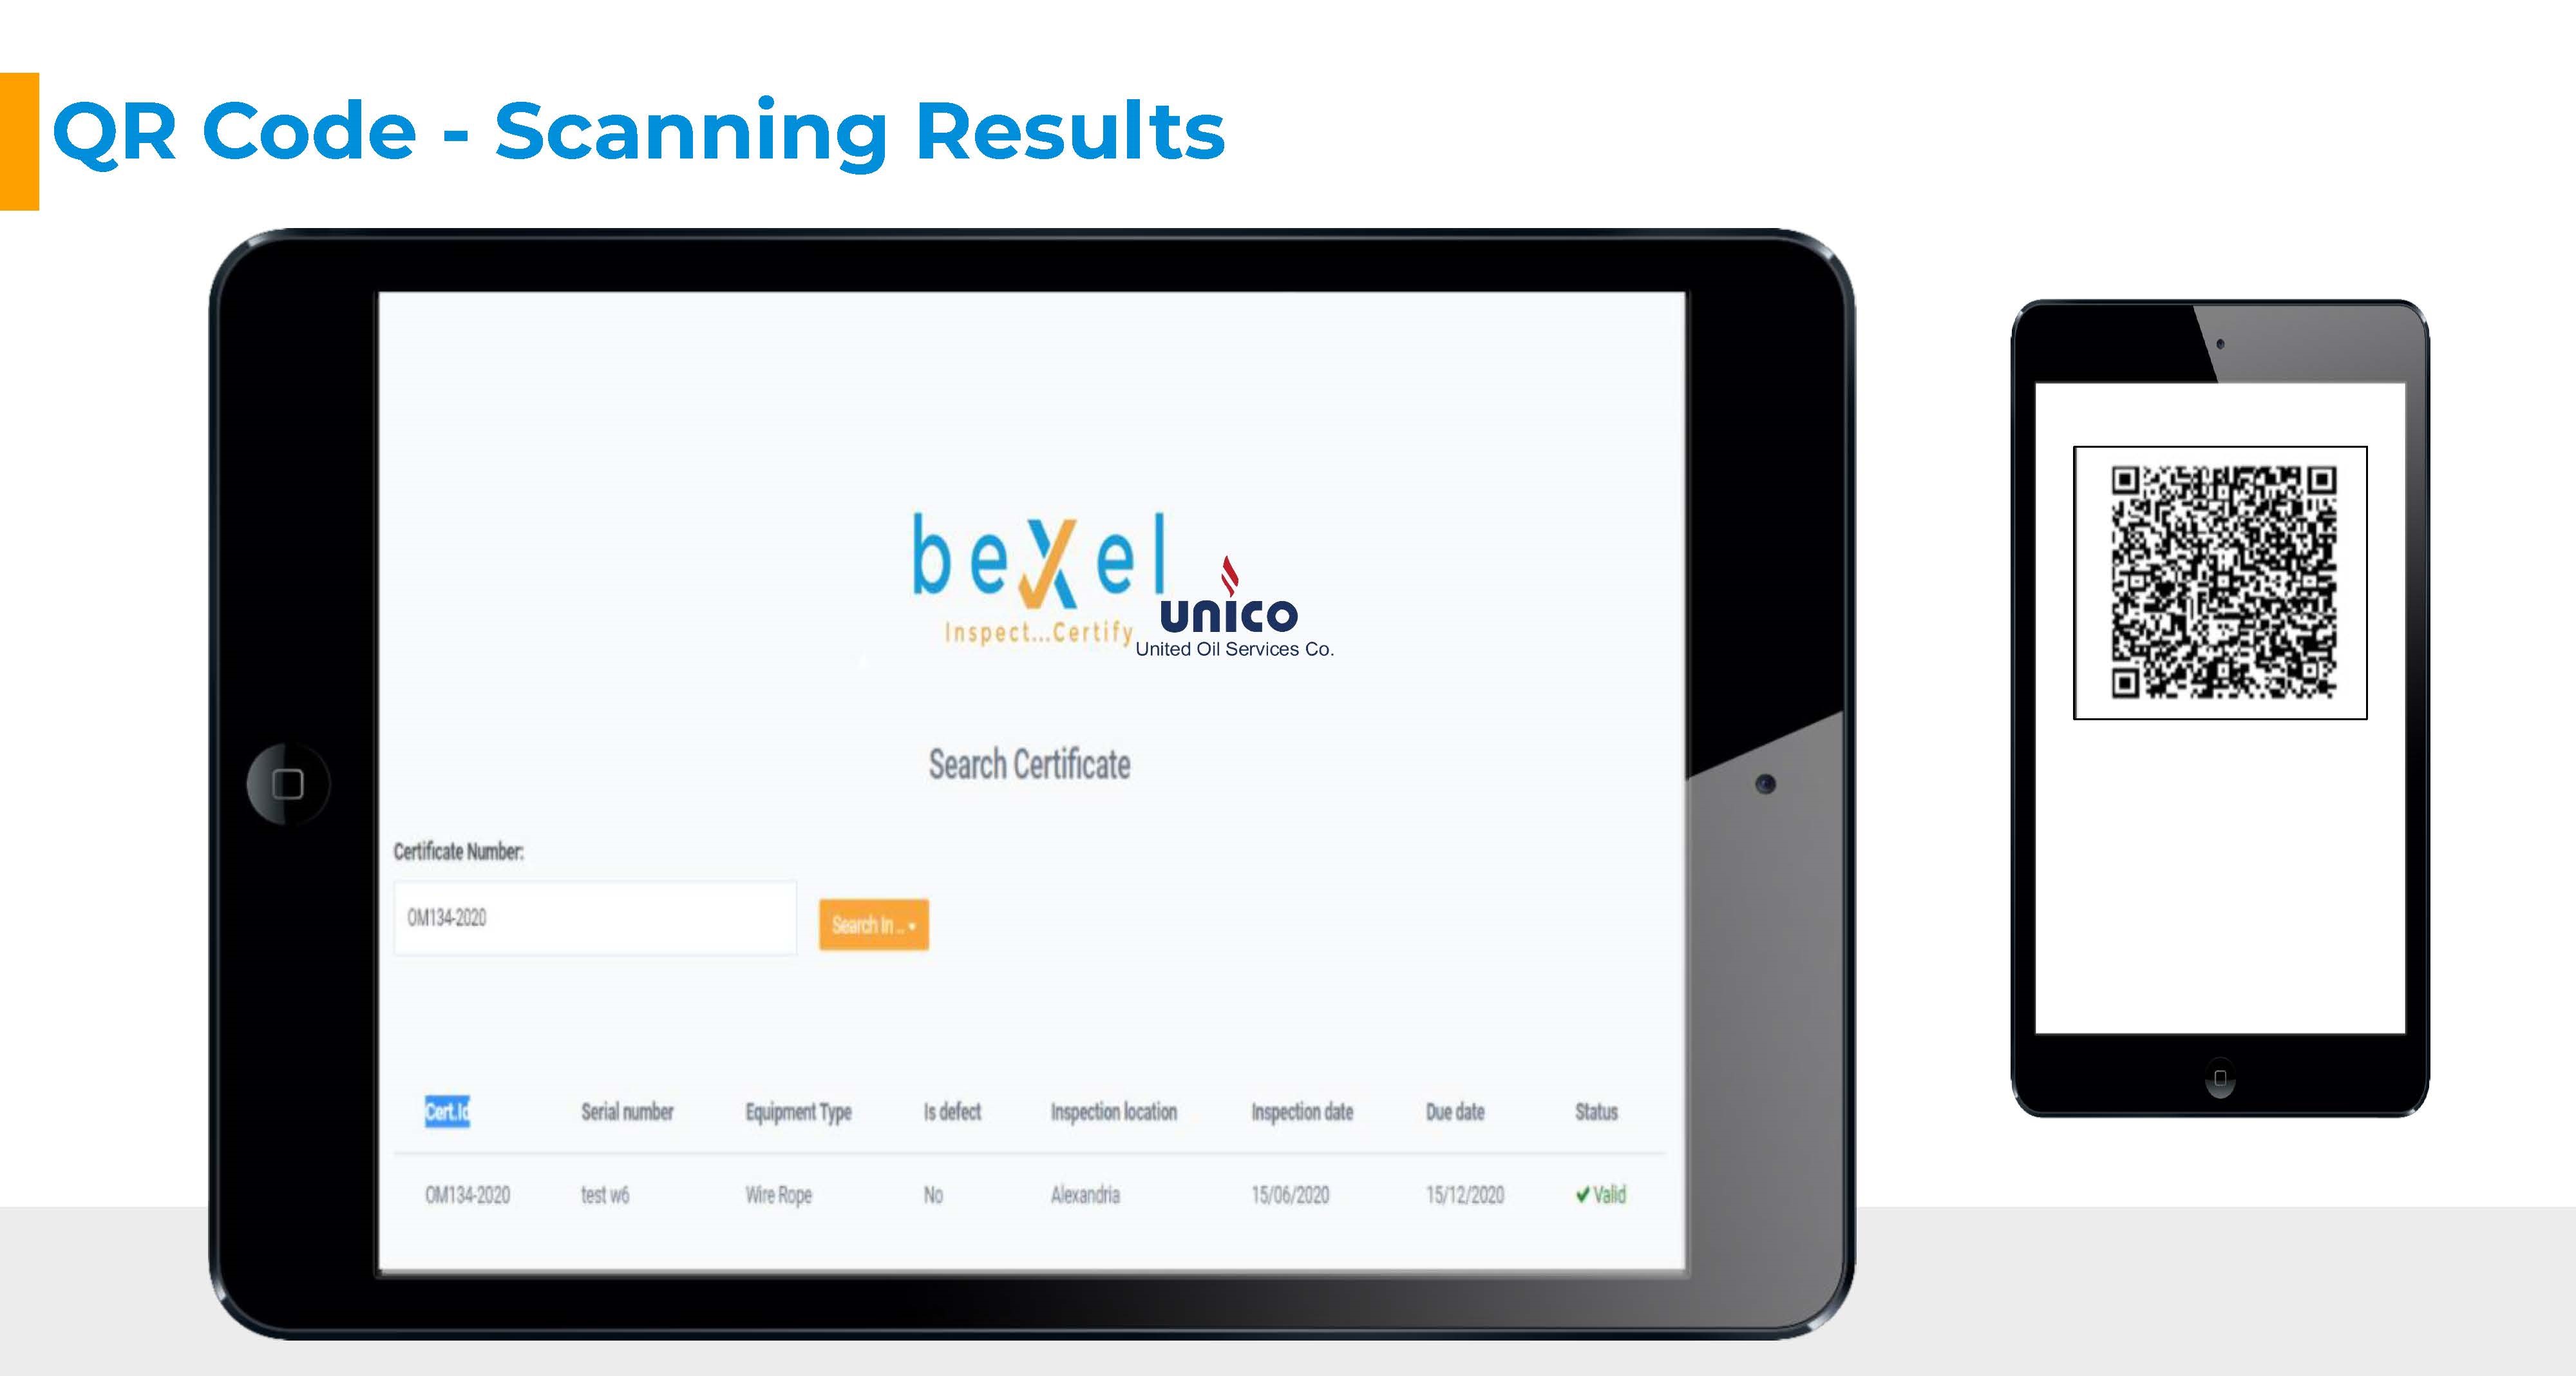 QR Code - Scanning Results
bexel
Inspect...Certify
unico
United Oil Services Co.
Search Certificate
Certificate Number:
OM134-2020
Search In ...
Cert.Id Serial number Equipment Type Is defect Inspection location Inspection date Due date Status
OM134-2020 test w6 Wire Rope No Alexandria 15/06/2020 15/12/2020 ✔ Valid